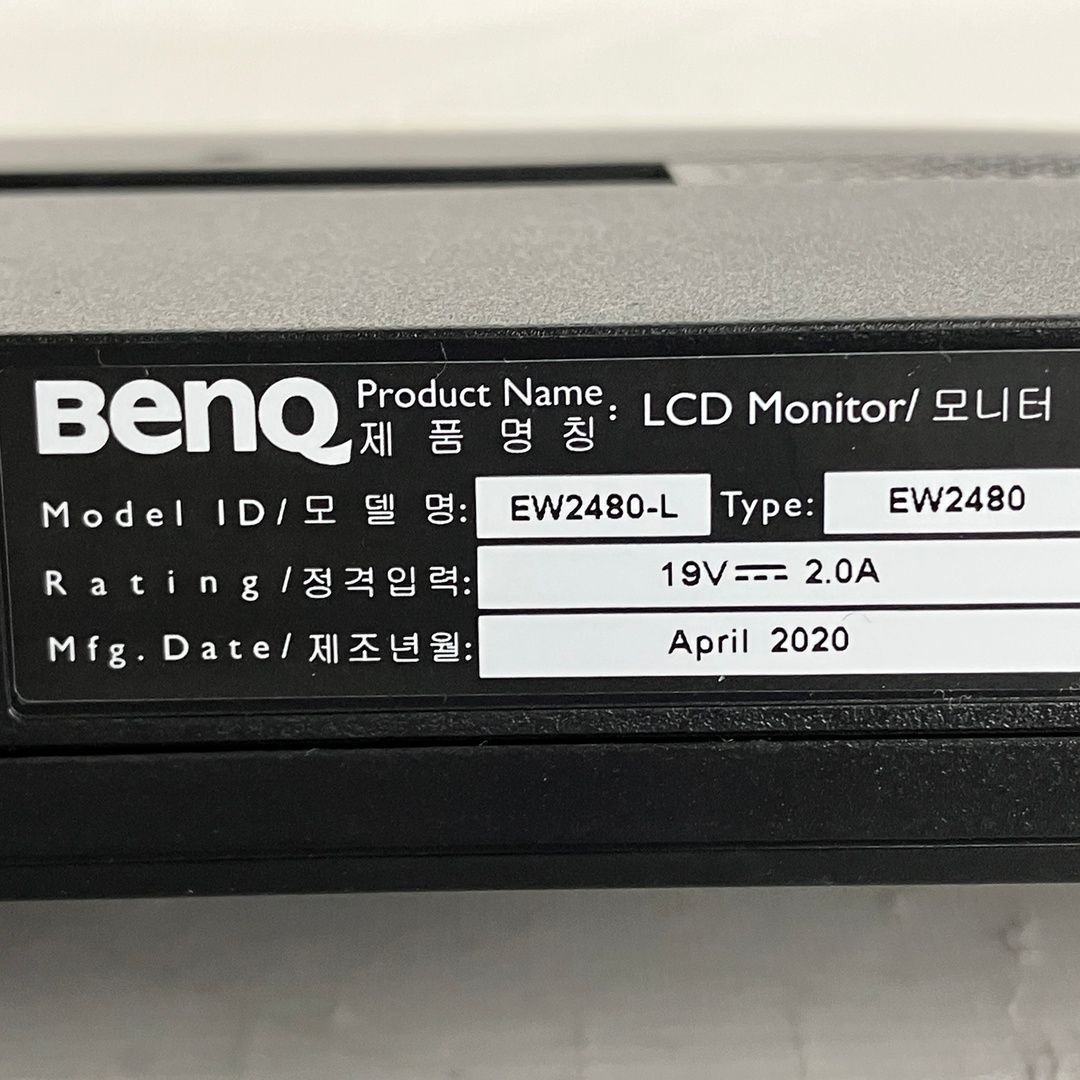 BenQ Product Name : LCD Monitor/모니터
제 품 명 칭
Model ID/모 델 명: EW2480-L Type: EW2480
Rating/정격입력: 19V⎓ 2.0A
Mfg. Date/제조년월: April 2020